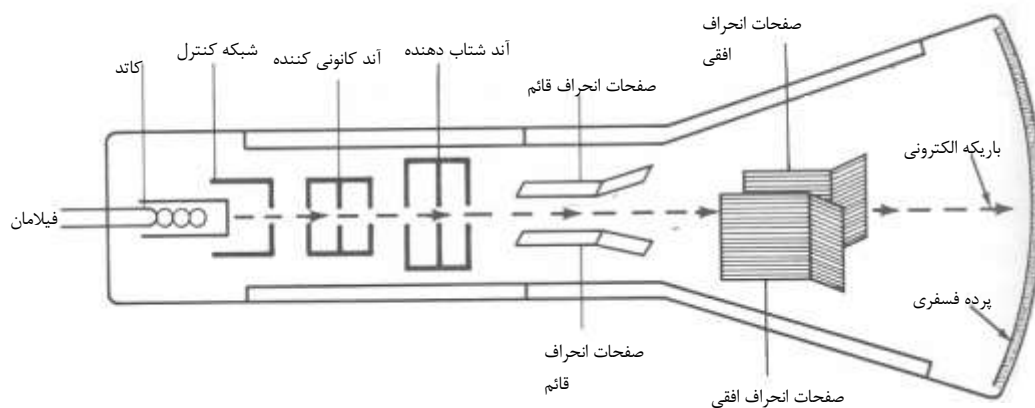 صفحات انحراف
افقی
آند شتاب دهنده
آند کانونی کننده
شبکه کنترل
کاتد
صفحات انحراف قائم
باریکه الکترونی
فیلامان
پرده فسفری
صفحات انحراف
قائم
صفحات انحراف افقی